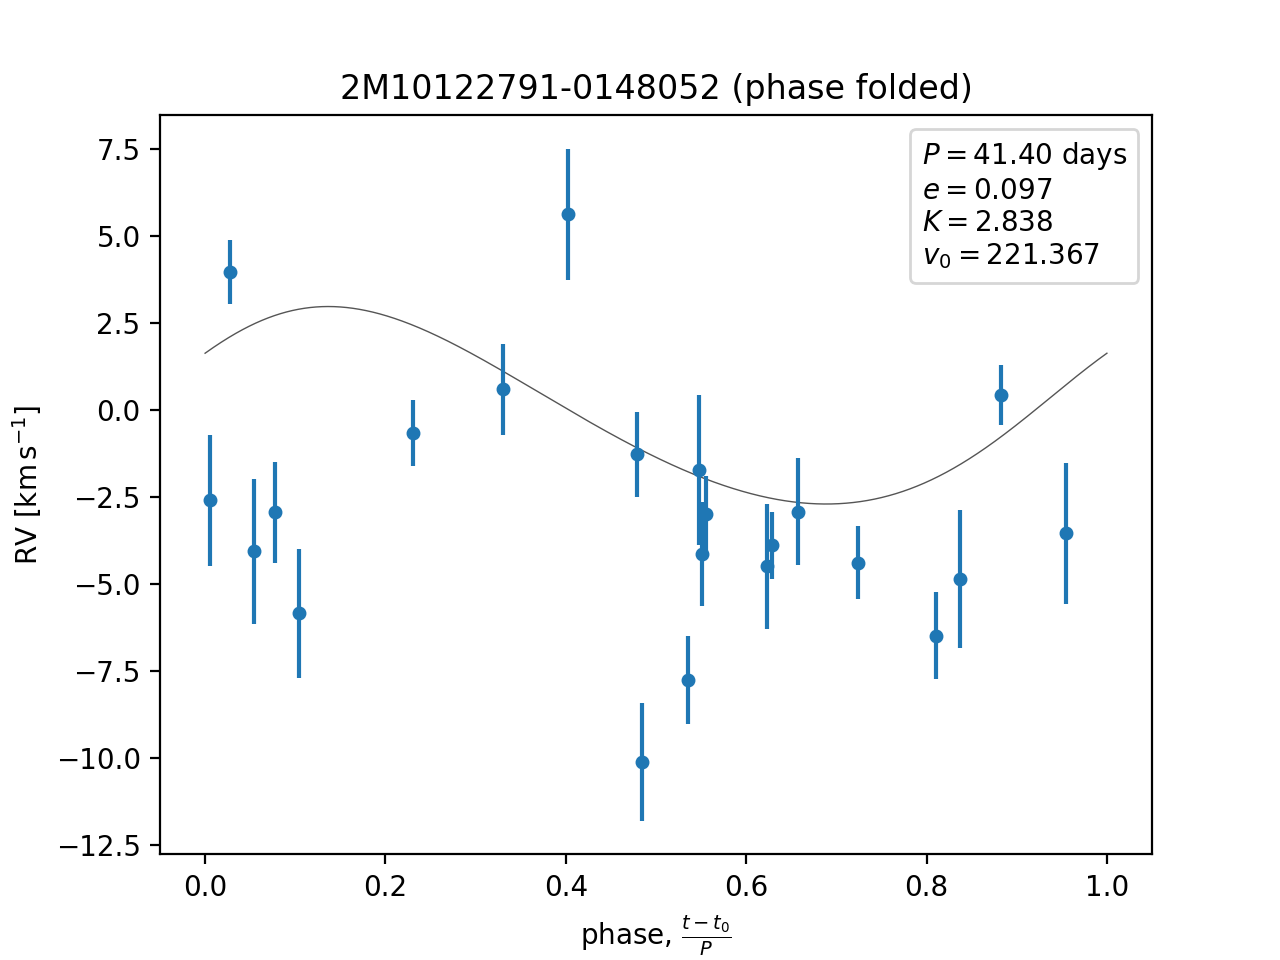 2M10122791-0148052 (phase folded)
P = 41.40 days
e = 0.097
K = 2.838
v₀ = 221.367
RV [km s⁻¹]
7.5
5.0
2.5
0.0
−2.5
−5.0
−7.5
−10.0
−12.5
0.0 0.2 0.4 0.6 0.8 1.0
phase, (t − t₀)/P